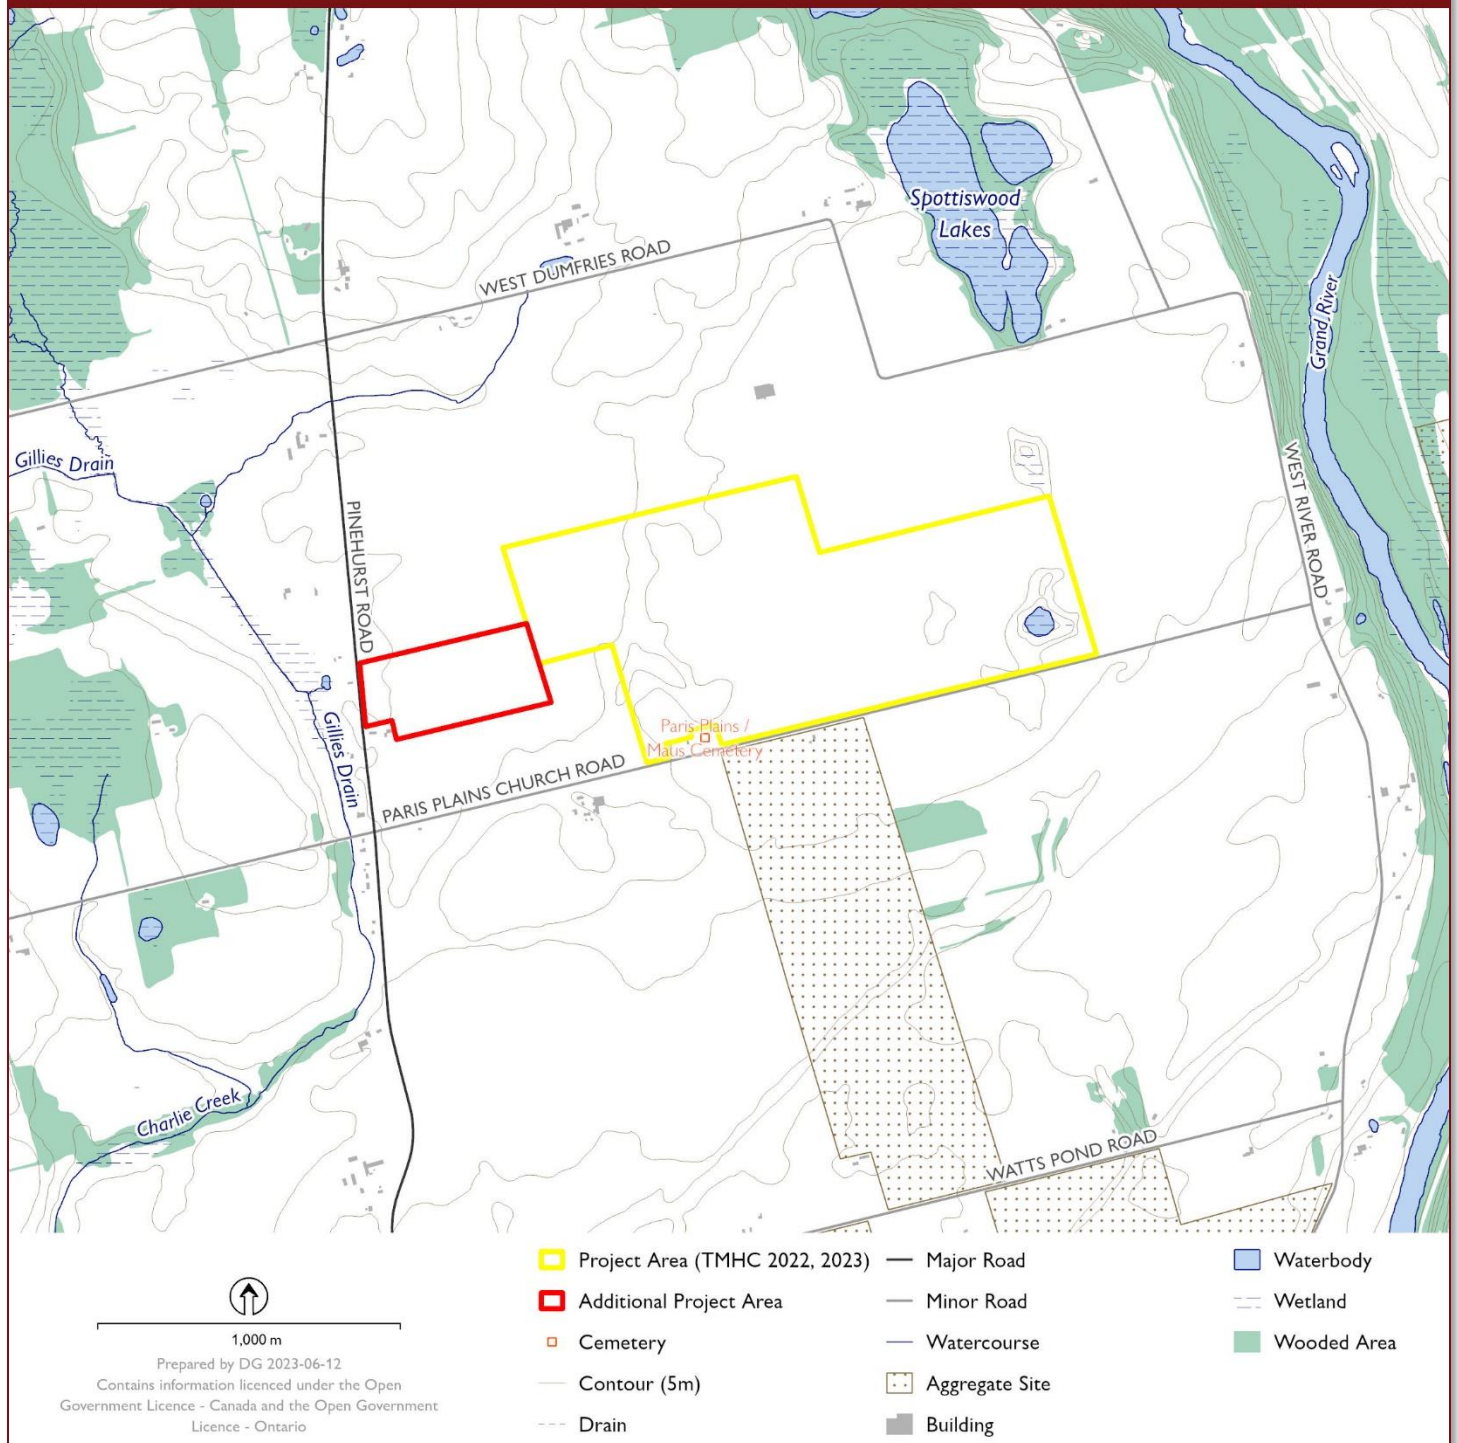 Spottiswood
Lakes
WEST DUMFRIES ROAD
Grand River
Gillies Drain
PINEHURST ROAD
WEST RIVER ROAD
Gillies Drain
Paris Plains /
Maus Cemetery
PARIS PLAINS CHURCH ROAD
Charlie Creek
WATTS POND ROAD
1,000 m
Prepared by DG 2023-06-12
Contains information licenced under the Open
Government Licence - Canada and the Open Government
Licence - Ontario
Project Area (TMHC 2022, 2023)
Additional Project Area
Cemetery
Contour (5m)
Drain
Major Road
Minor Road
Watercourse
Aggregate Site
Building
Waterbody
Wetland
Wooded Area